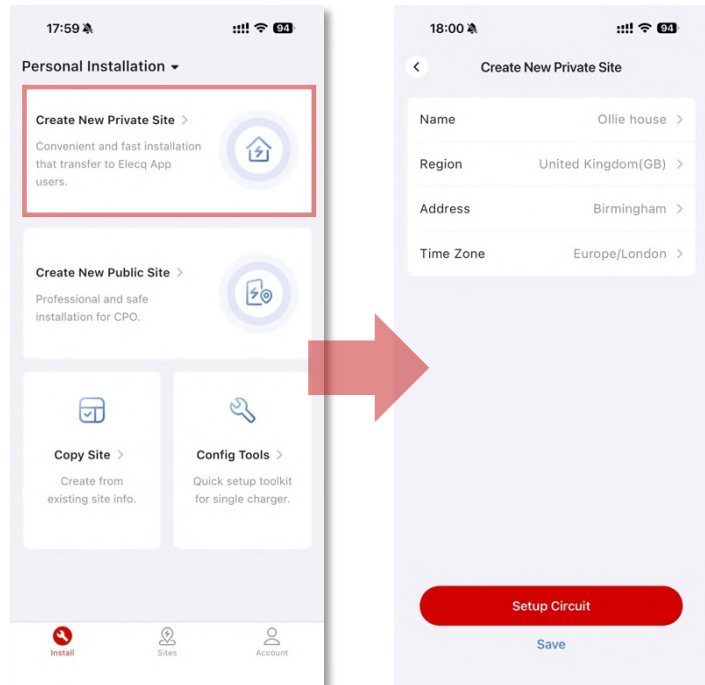 17:59
94
Personal Installation
Create New Private Site
Convenient and fast installation
that transfer to Elecq App
users.
Create New Public Site
Professional and safe
installation for CPO.
Copy Site
Create from
existing site info.
Config Tools
Quick setup toolkit
for single charger.
Install
Sites
Account
18:00
94
Create New Private Site
Name
Ollie house
Region
United Kingdom(GB)
Address
Birmingham
Time Zone
Europe/London
Setup Circuit
Save